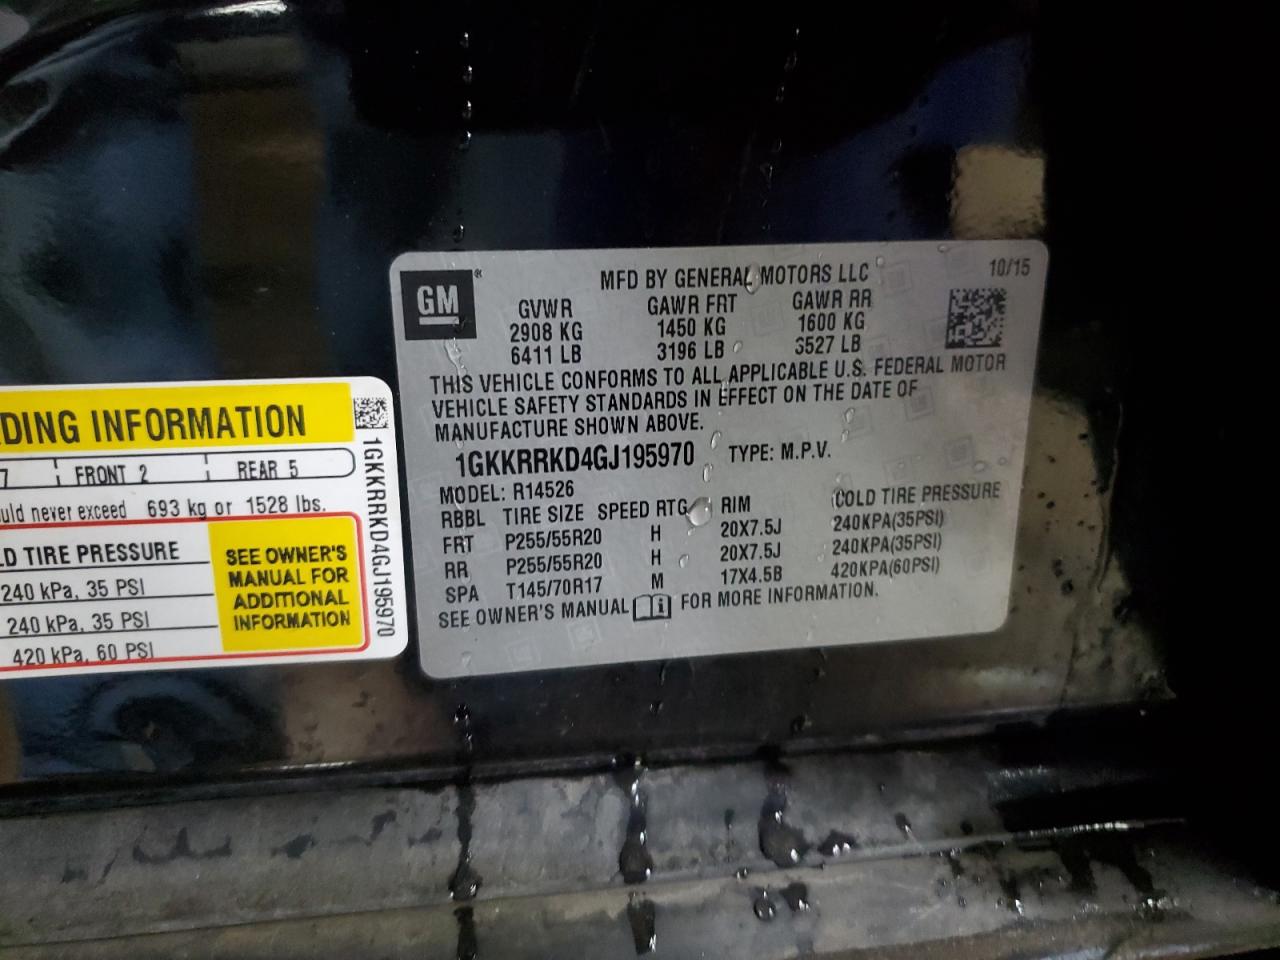 GM®
MFD BY GENERAL MOTORS LLC 10/15
GVWR GAWR FRT GAWR RR
2908 KG 1450 KG 1600 KG
6411 LB 3196 LB 3527 LB
THIS VEHICLE CONFORMS TO ALL APPLICABLE U.S. FEDERAL MOTOR
VEHICLE SAFETY STANDARDS IN EFFECT ON THE DATE OF
MANUFACTURE SHOWN ABOVE.
1GKKRRKD4GJ195970 TYPE: M.P.V.
MODEL: R14526
RBBL TIRE SIZE SPEED RTG RIM COLD TIRE PRESSURE
FRT P255/55R20 H 20X7.5J 240KPA(35PSI)
RR P255/55R20 H 20X7.5J 240KPA(35PSI)
SPA T145/70R17 M 17X4.5B 420KPA(60PSI)
SEE OWNER'S MANUAL FOR MORE INFORMATION.
DING INFORMATION
7 FRONT 2 REAR 5
uld never exceed 693 kg or 1528 lbs.
D TIRE PRESSURE
240 kPa, 35 PSI
240 kPa, 35 PSI
420 kPa, 60 PSI
SEE OWNER'S
MANUAL FOR
ADDITIONAL
INFORMATION
1GKKRRKD4GJ195970